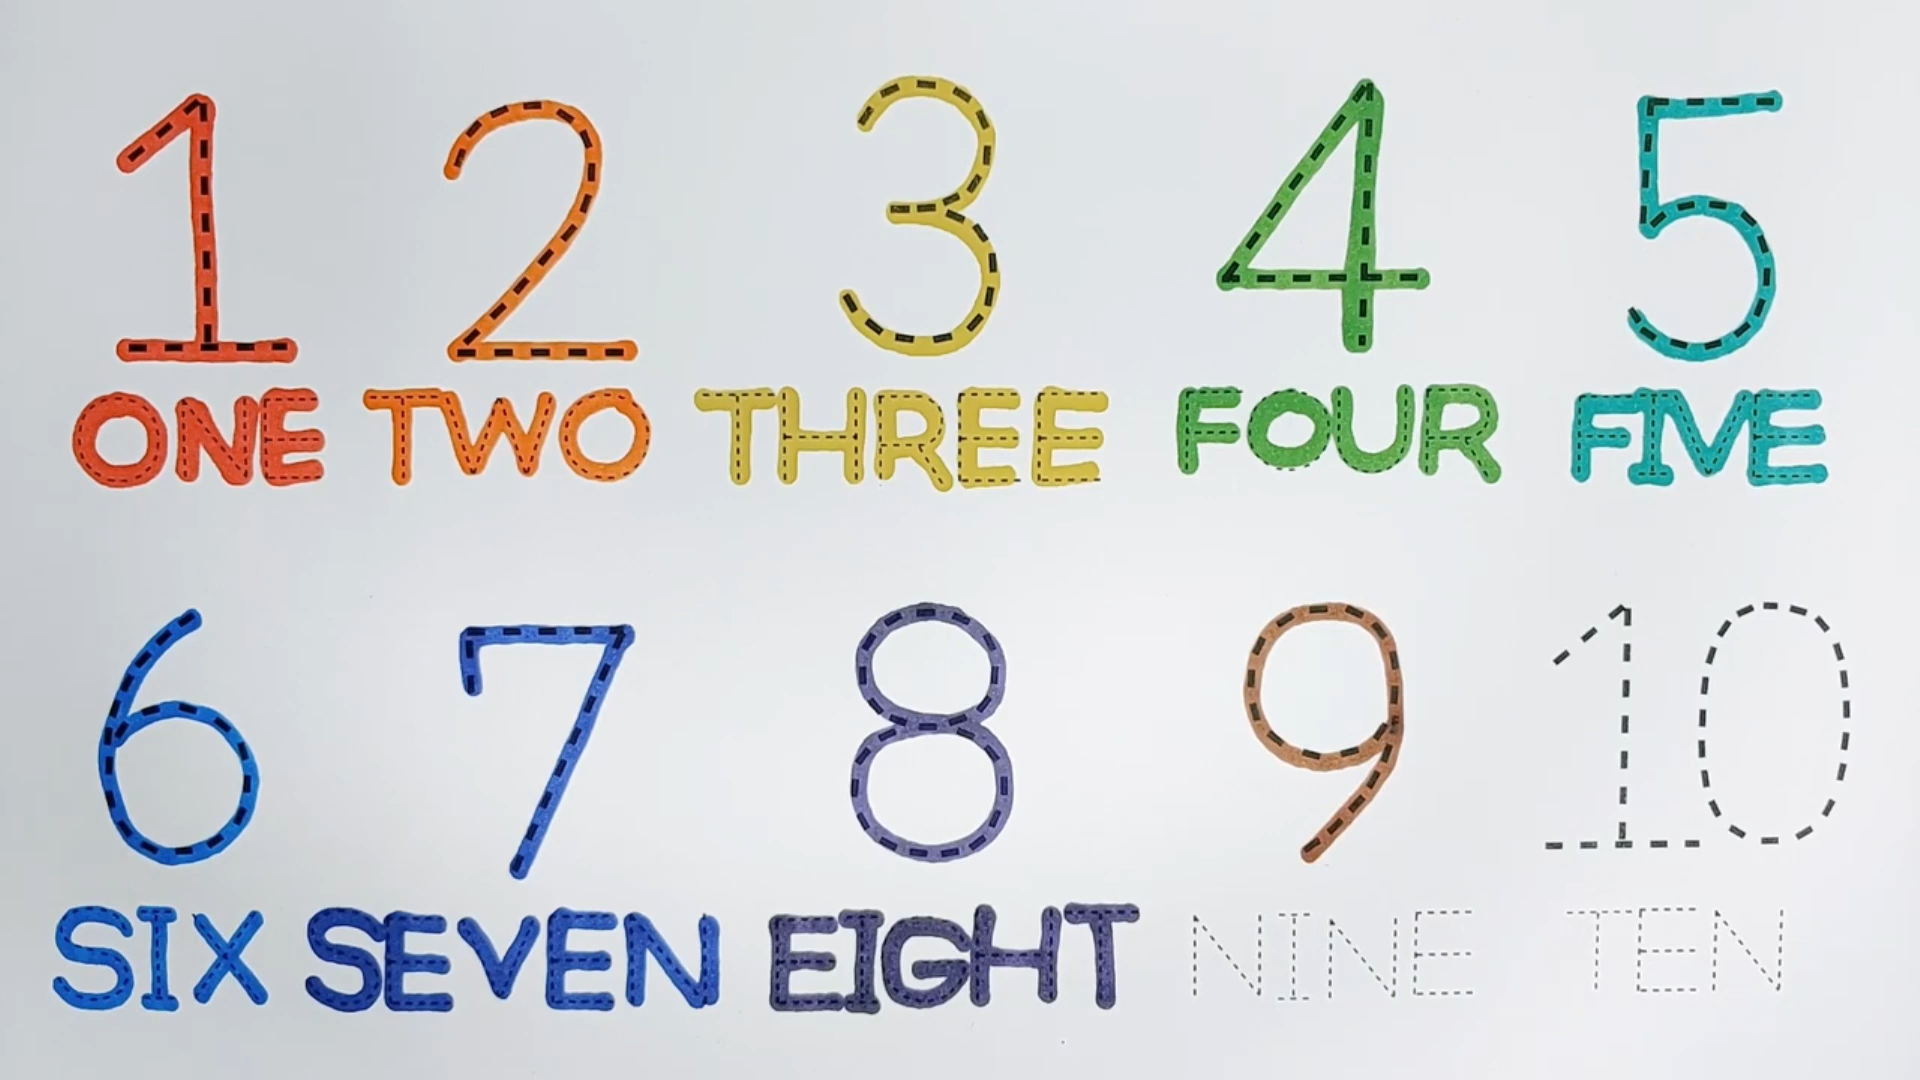 1 2 3 4 5
ONE TWO THREE FOUR FIVE
6 7 8 9 10
SIX SEVEN EIGHT NINE TEN